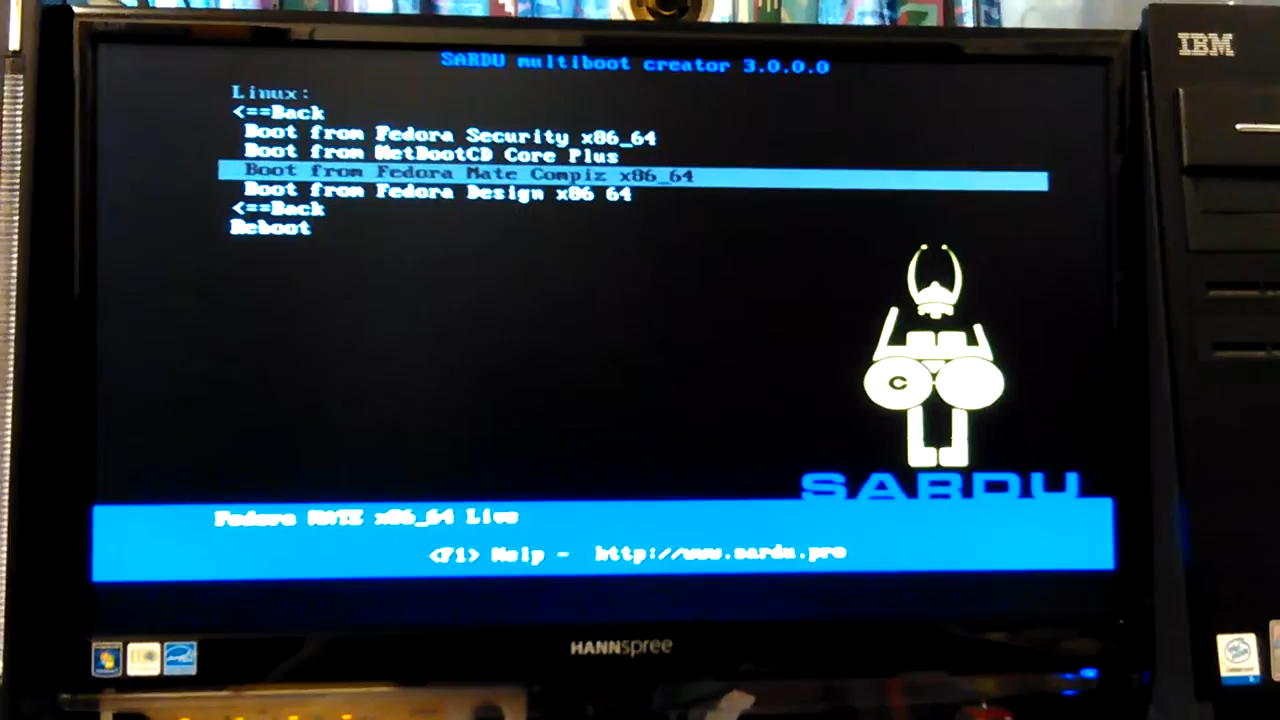 SARDU multiboot creator 3.0.0.0
IBM
Linux:
<==Back
Boot from Fedora Security x86_64
Boot from NetBootCD Core Plus
Boot from Fedora Mate Compiz x86_64
Boot from Fedora Design x86 64
<==Back
Reboot
C
SARDU
Fedora MATE x86_64 Live
<F1> Help - http://www.sardu.pro
HANNspree